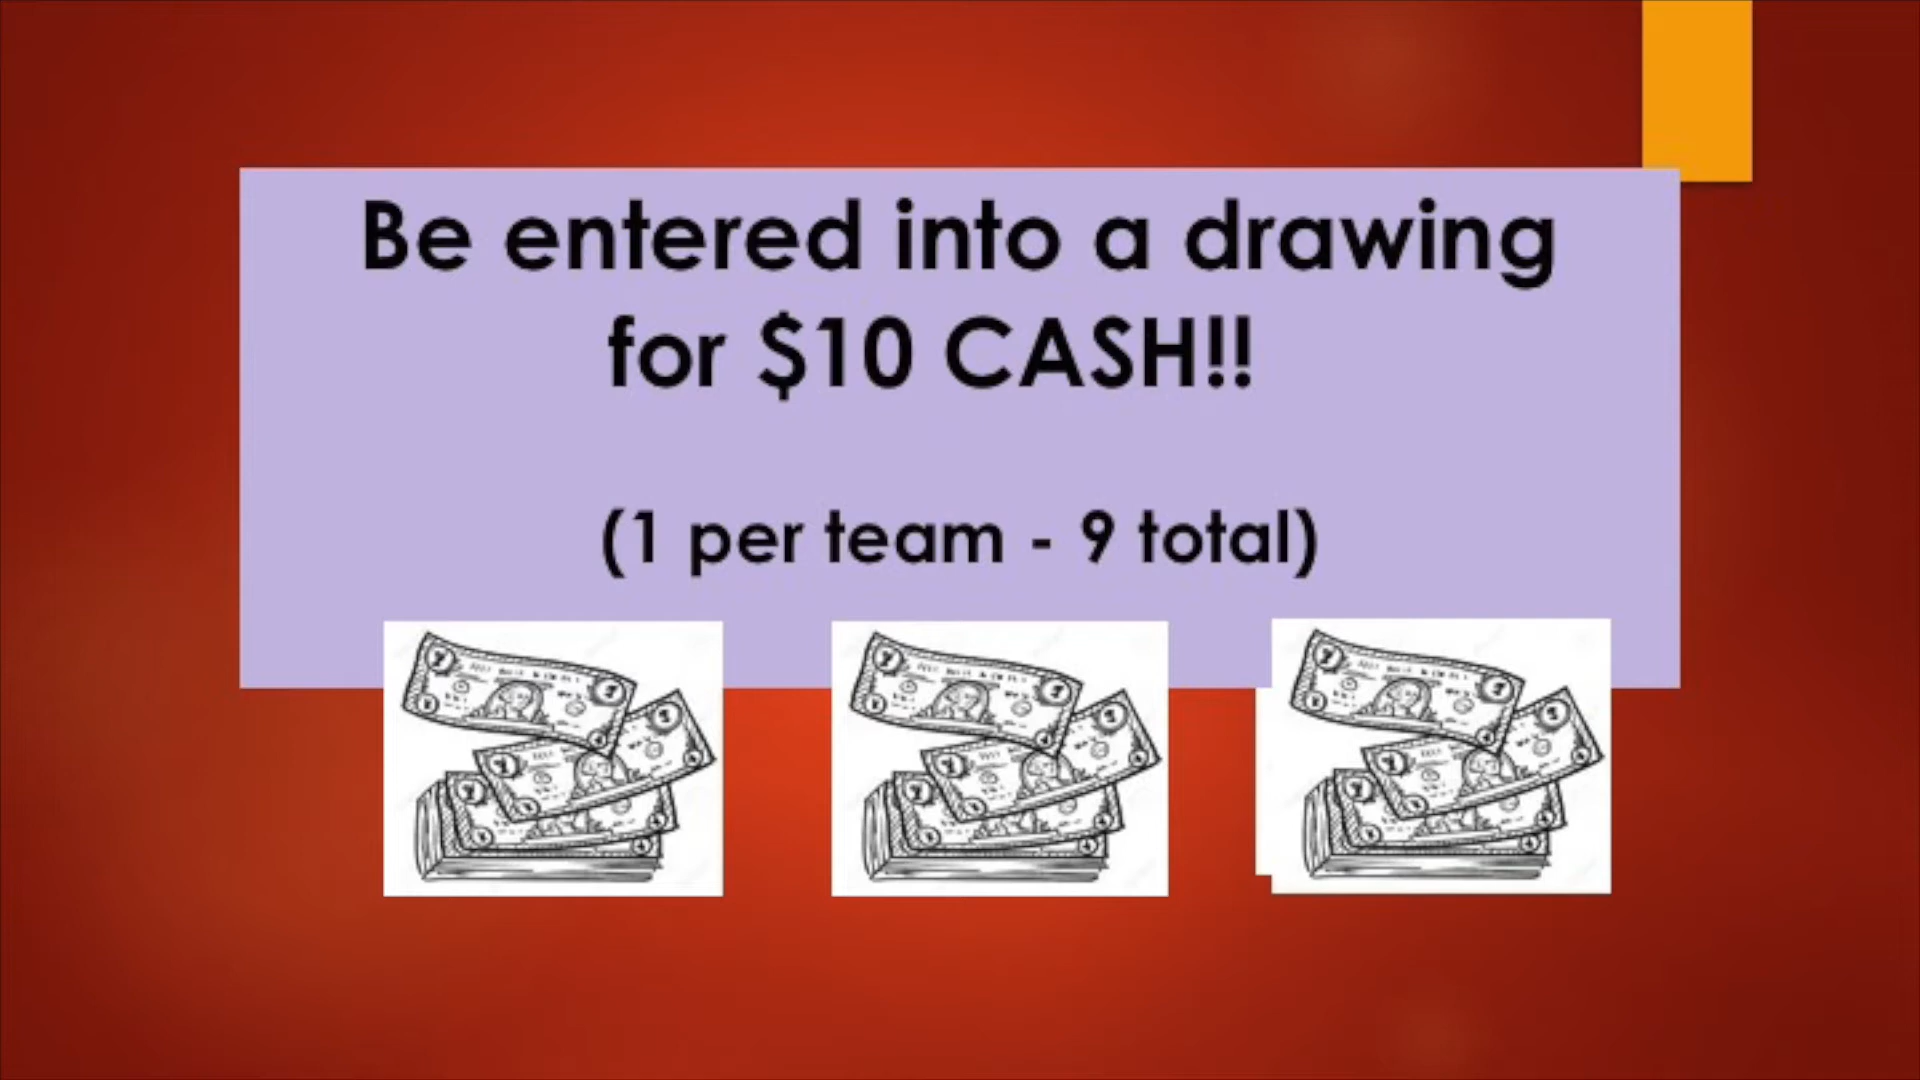 Be entered into a drawing
for $10 CASH!!
(1 per team - 9 total)